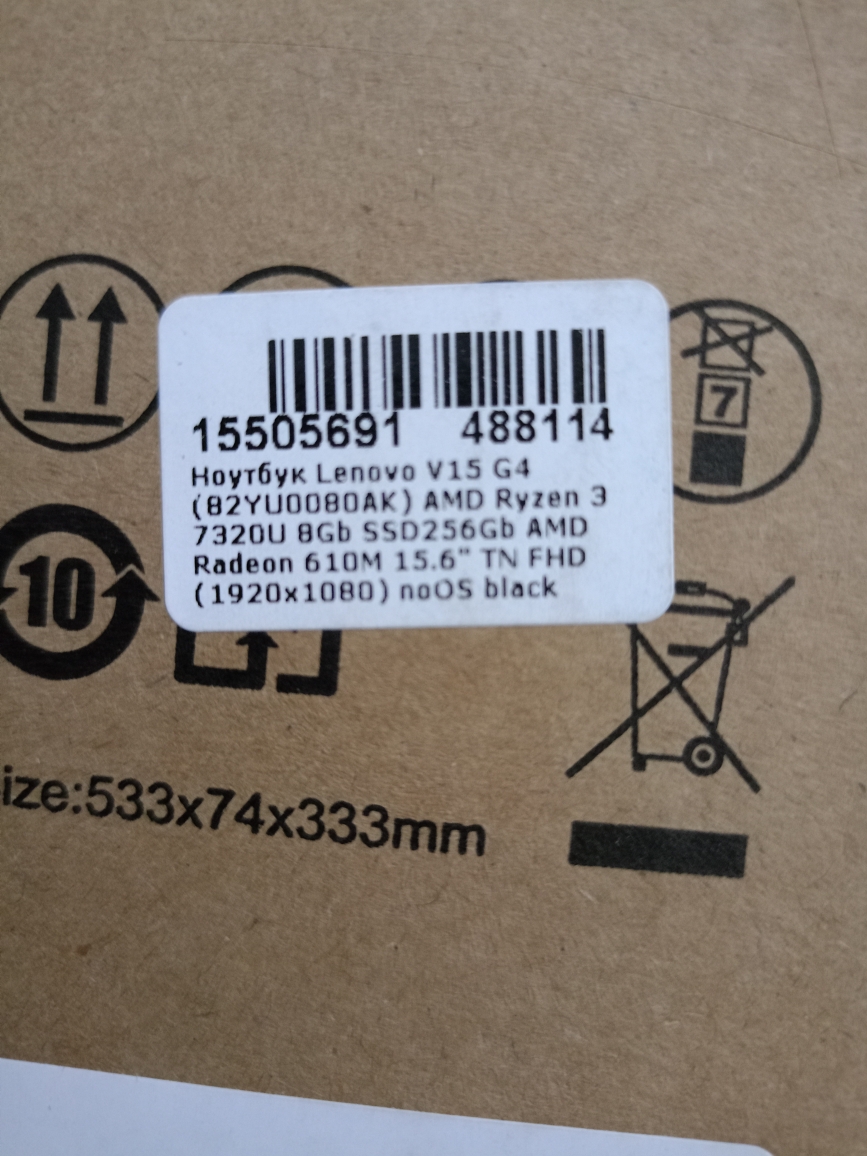 15505691 488114
Ноутбук Lenovo V15 G4
(82YU0080AK) AMD Ryzen 3
7320U 8Gb SSD256Gb AMD
Radeon 610M 15.6" TN FHD
(1920x1080) noOS black
7
10
ize:533x74x333mm